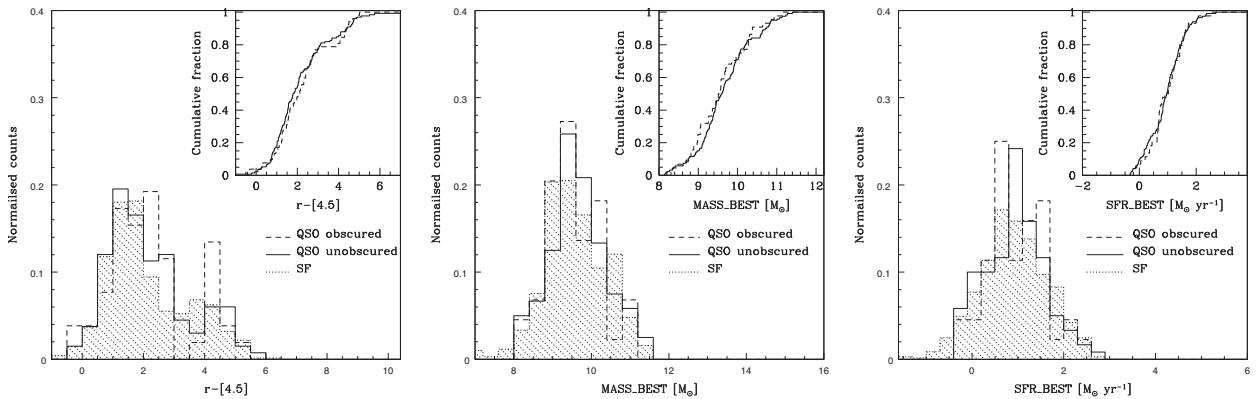 Normalised counts
0.4
0.3
0.2
0.1
0
0 2 4 6 8 10
r-[4.5]
Cumulative fraction
1
0.8
0.6
0.4
0.2
0
0 2 4 6
r-[4.5]
QSO obscured
QSO unobscured
SF
Normalised counts
0.4
0.3
0.2
0.1
0
8 10 12 14 16
MASS_BEST [M⊙]
Cumulative fraction
1
0.8
0.6
0.4
0.2
0
8 9 10 11 12
MASS_BEST [M⊙]
QSO obscured
QSO unobscured
SF
Normalised counts
0.4
0.3
0.2
0.1
0
0 2 4 6
SFR_BEST [M⊙ yr⁻¹]
Cumulative fraction
1
0.8
0.6
0.4
0.2
0
−2 0 2
SFR_BEST [M⊙ yr⁻¹]
QSO obscured
QSO unobscured
SF